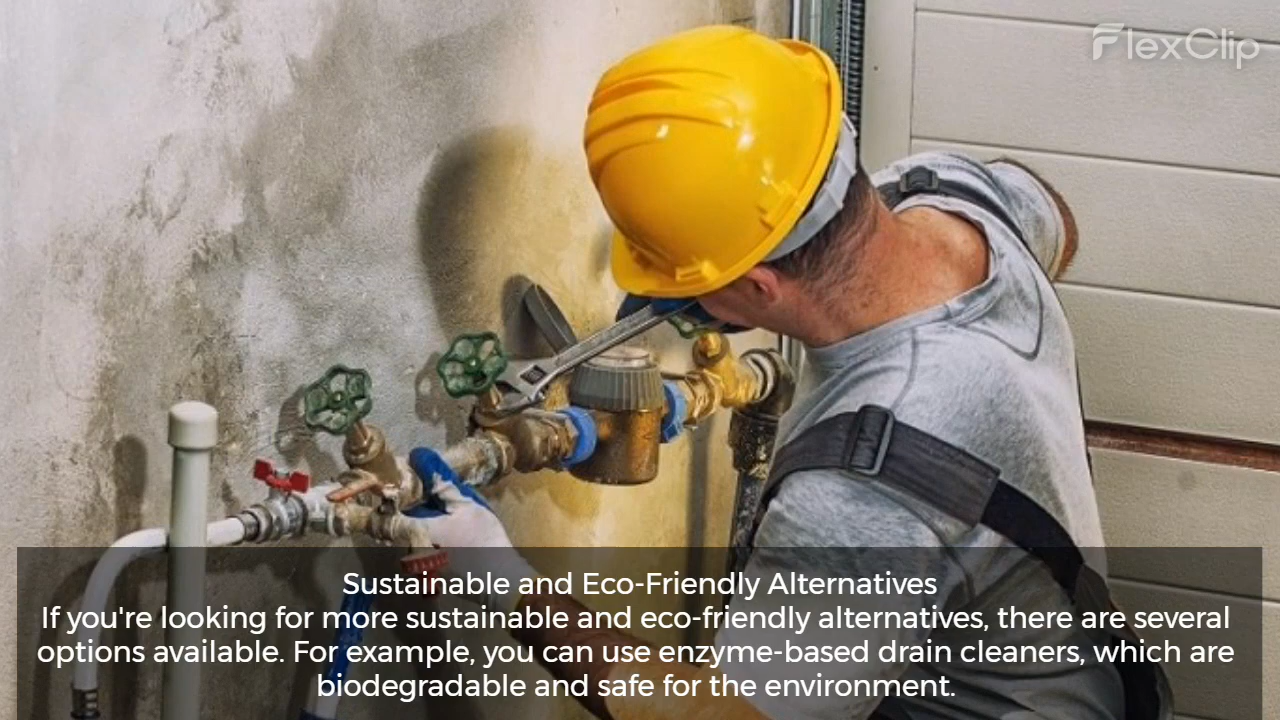 FlexClip
Sustainable and Eco-Friendly Alternatives
If you're looking for more sustainable and eco-friendly alternatives, there are several
options available. For example, you can use enzyme-based drain cleaners, which are
biodegradable and safe for the environment.